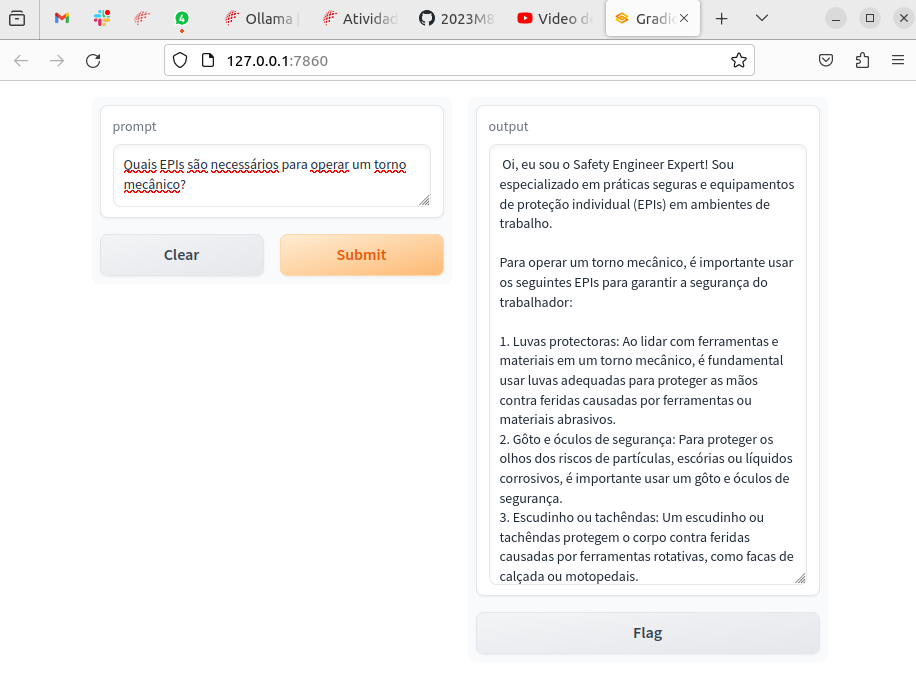 4
Ollama
Atividad
2023M8
Video de
Gradio
127.0.0.1:7860
prompt
Quais EPIs são necessários para operar um torno
mecânico?
Clear
Submit
output
Oi, eu sou o Safety Engineer Expert! Sou
especializado em práticas seguras e equipamentos
de proteção individual (EPIs) em ambientes de
trabalho.
Para operar um torno mecânico, é importante usar
os seguintes EPIs para garantir a segurança do
trabalhador:
1. Luvas protectoras: Ao lidar com ferramentas e
materiais em um torno mecânico, é fundamental
usar luvas adequadas para proteger as mãos
contra feridas causadas por ferramentas ou
materiais abrasivos.
2. Gôto e óculos de segurança: Para proteger os
olhos dos riscos de partículas, escórias ou líquidos
corrosivos, é importante usar um gôto e óculos de
segurança.
3. Escudinho ou tachêndas: Um escudinho ou
tachêndas protegem o corpo contra feridas
causadas por ferramentas rotativas, como facas de
calçada ou motopedais.
Flag